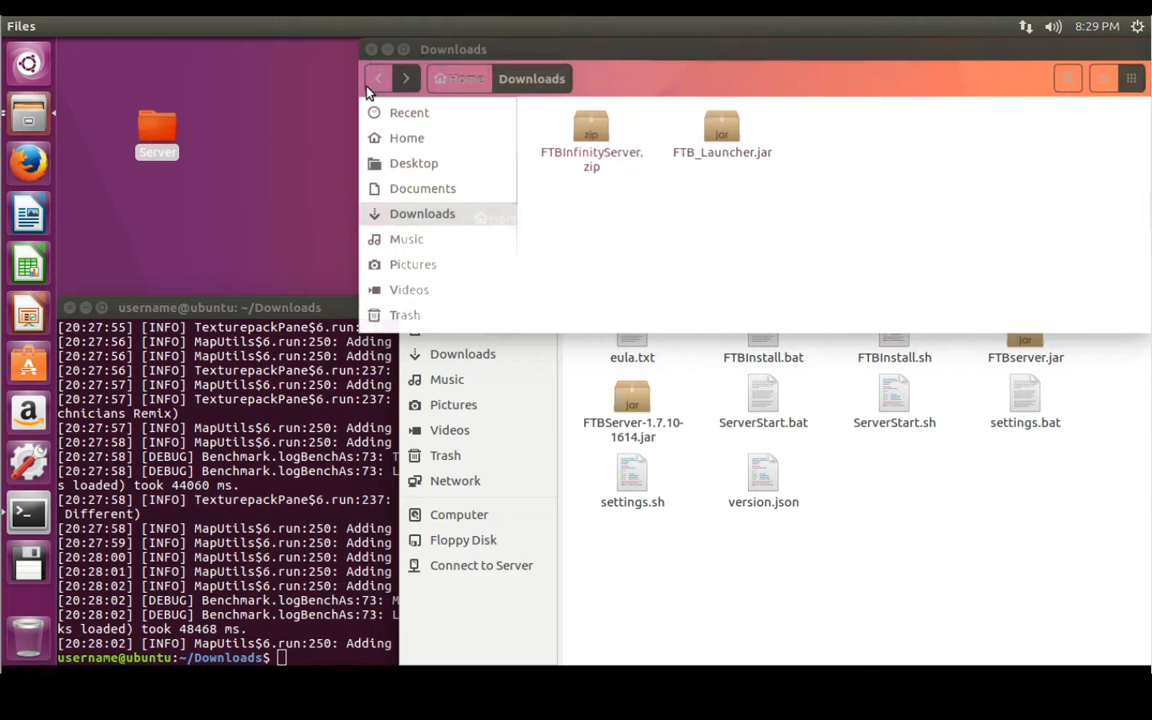 Files
8:29 PM
Downloads
Home
Downloads
Server
Recent
Home
Desktop
Documents
Downloads
Music
Pictures
Videos
Trash
zip
FTBInfinityServer.
zip
jar
FTB_Launcher.jar
username@ubuntu: ~/Downloads
[20:27:55] [INFO] TexturepackPane$6.run:
[20:27:56] [INFO] MapUtils$6.run:250: Adding
[20:27:56] [INFO] TexturepackPane$6.run:237:
[20:27:57] [INFO] TexturepackPane$6.run:237:
[20:27:57] [INFO] MapUtils$6.run:250: Adding
[20:27:57] [INFO] TexturepackPane$6.run:237:
chnicians Remix)
[20:27:57] [INFO] MapUtils$6.run:250: Adding
[20:27:58] [INFO] MapUtils$6.run:250: Adding
[20:27:58] [DEBUG] Benchmark.logBenchAs:73: T
[20:27:58] [DEBUG] Benchmark.logBenchAs:73: L
s loaded) took 44060 ms.
[20:27:58] [INFO] TexturepackPane$6.run:237:
Different)
[20:27:58] [INFO] MapUtils$6.run:250: Adding
[20:27:59] [INFO] MapUtils$6.run:250: Adding
[20:28:00] [INFO] MapUtils$6.run:250: Adding
[20:28:01] [INFO] MapUtils$6.run:250: Adding
[20:28:02] [INFO] MapUtils$6.run:250: Adding
[20:28:02] [DEBUG] Benchmark.logBenchAs:73: M
[20:28:02] [DEBUG] Benchmark.logBenchAs:73: L
ks loaded) took 48468 ms.
[20:28:02] [INFO] MapUtils$6.run:250: Adding
username@ubuntu:~/Downloads$
Downloads
Music
Pictures
Videos
Trash
Network
Computer
Floppy Disk
Connect to Server
eula.txt
FTBInstall.bat
FTBInstall.sh
FTBserver.jar
jar
FTBServer-1.7.10-
1614.jar
ServerStart.bat
ServerStart.sh
settings.bat
settings.sh
version.json